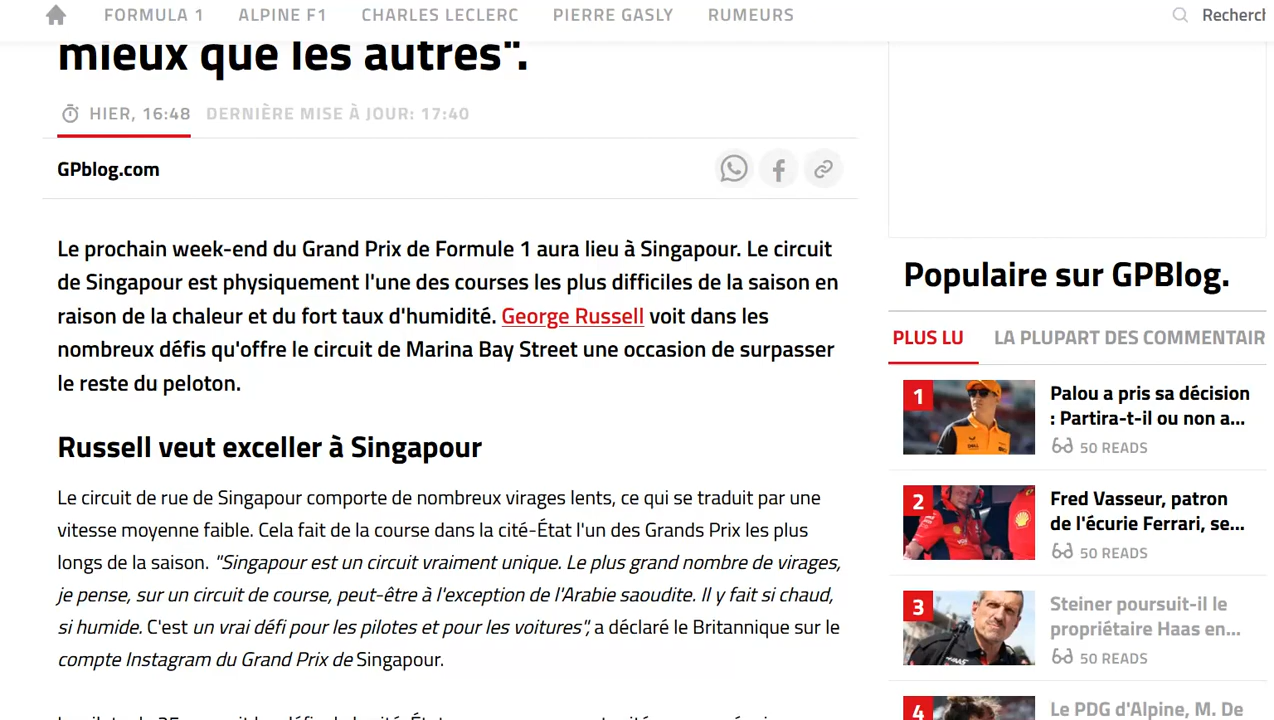 FORMULA 1 ALPINE F1 CHARLES LECLERC PIERRE GASLY RUMEURS Recherch
mieux que les autres".
HIER, 16:48 DERNIÈRE MISE À JOUR: 17:40
GPblog.com
Le prochain week-end du Grand Prix de Formule 1 aura lieu à Singapour. Le circuit
de Singapour est physiquement l'une des courses les plus difficiles de la saison en
raison de la chaleur et du fort taux d'humidité. George Russell voit dans les
nombreux défis qu'offre le circuit de Marina Bay Street une occasion de surpasser
le reste du peloton.
Russell veut exceller à Singapour
Le circuit de rue de Singapour comporte de nombreux virages lents, ce qui se traduit par une
vitesse moyenne faible. Cela fait de la course dans la cité-État l'un des Grands Prix les plus
longs de la saison. "Singapour est un circuit vraiment unique. Le plus grand nombre de virages,
je pense, sur un circuit de course, peut-être à l'exception de l'Arabie saoudite. Il y fait si chaud,
si humide. C'est un vrai défi pour les pilotes et pour les voitures", a déclaré le Britannique sur le
compte Instagram du Grand Prix de Singapour.
Populaire sur GPBlog.
PLUS LU LA PLUPART DES COMMENTAIR
1
Palou a pris sa décision
: Partira-t-il ou non a...
50 READS
2
Fred Vasseur, patron
de l'écurie Ferrari, se...
50 READS
3
Steiner poursuit-il le
propriétaire Haas en...
50 READS
4
Le PDG d'Alpine, M. De